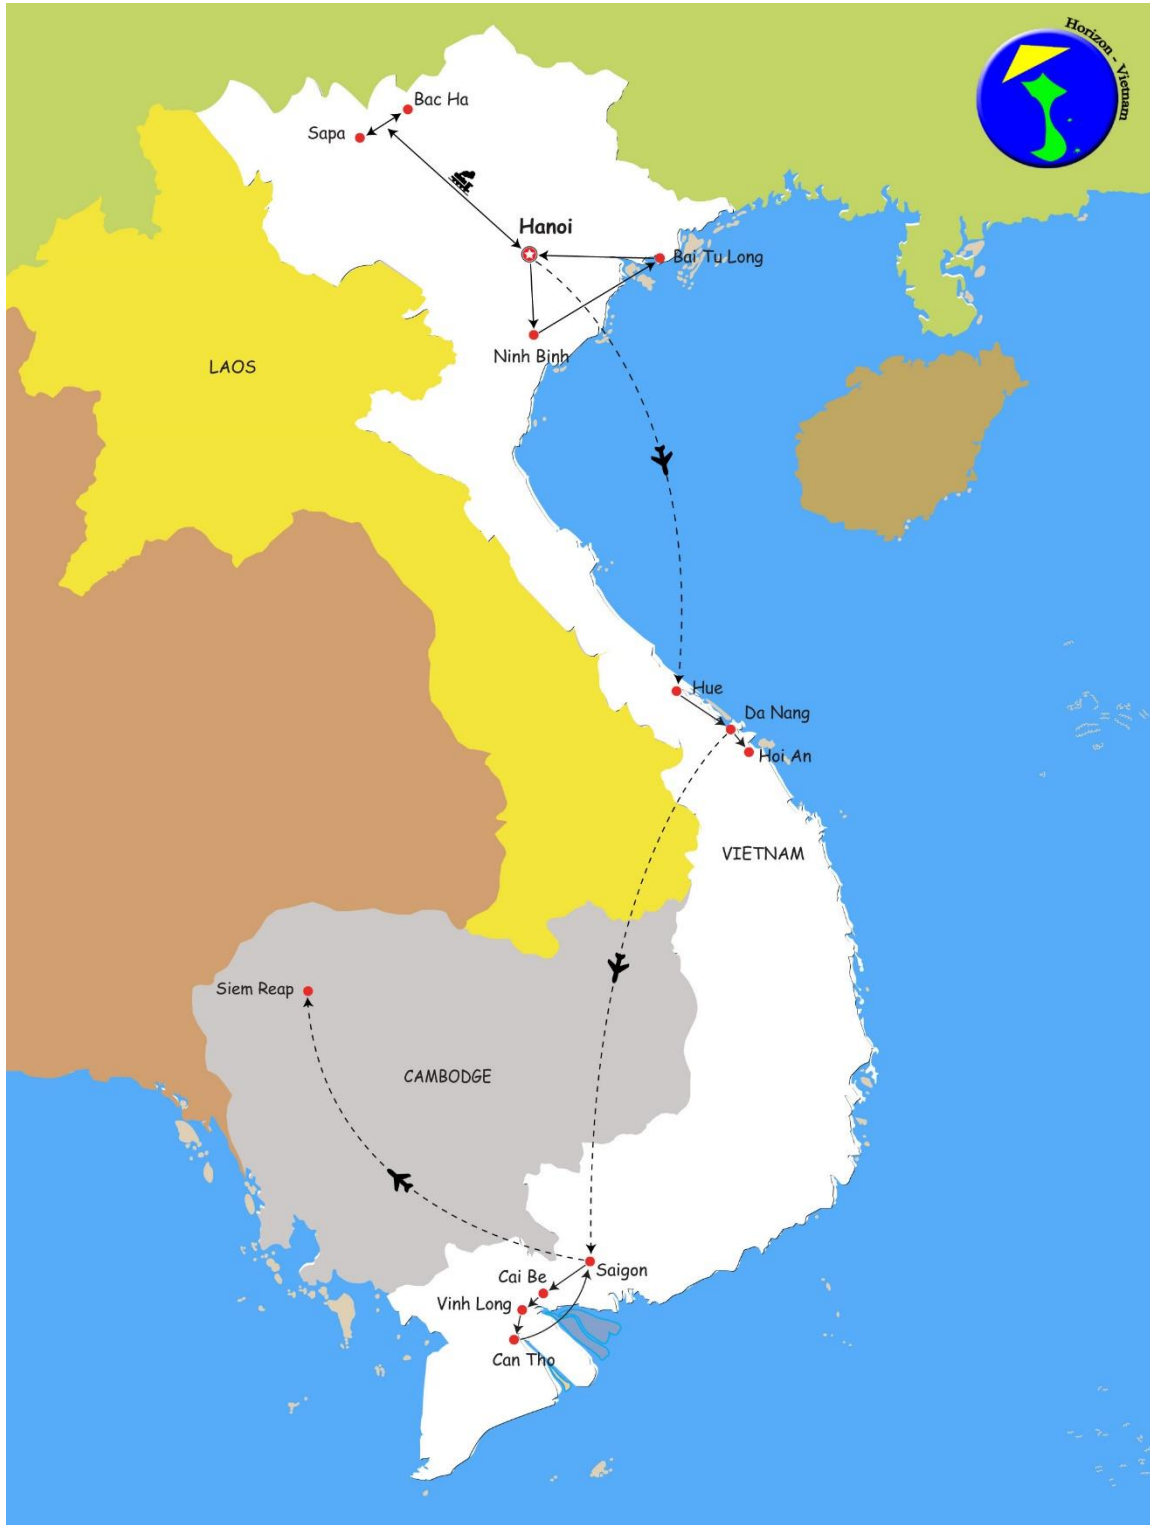 Horizon - Vietnam
Bac Ha
Sapa
Hanoi
Bai Tu Long
Ninh Binh
LAOS
Hue
Da Nang
Hoi An
VIETNAM
Siem Reap
CAMBODGE
Saigon
Cai Be
Vinh Long
Can Tho